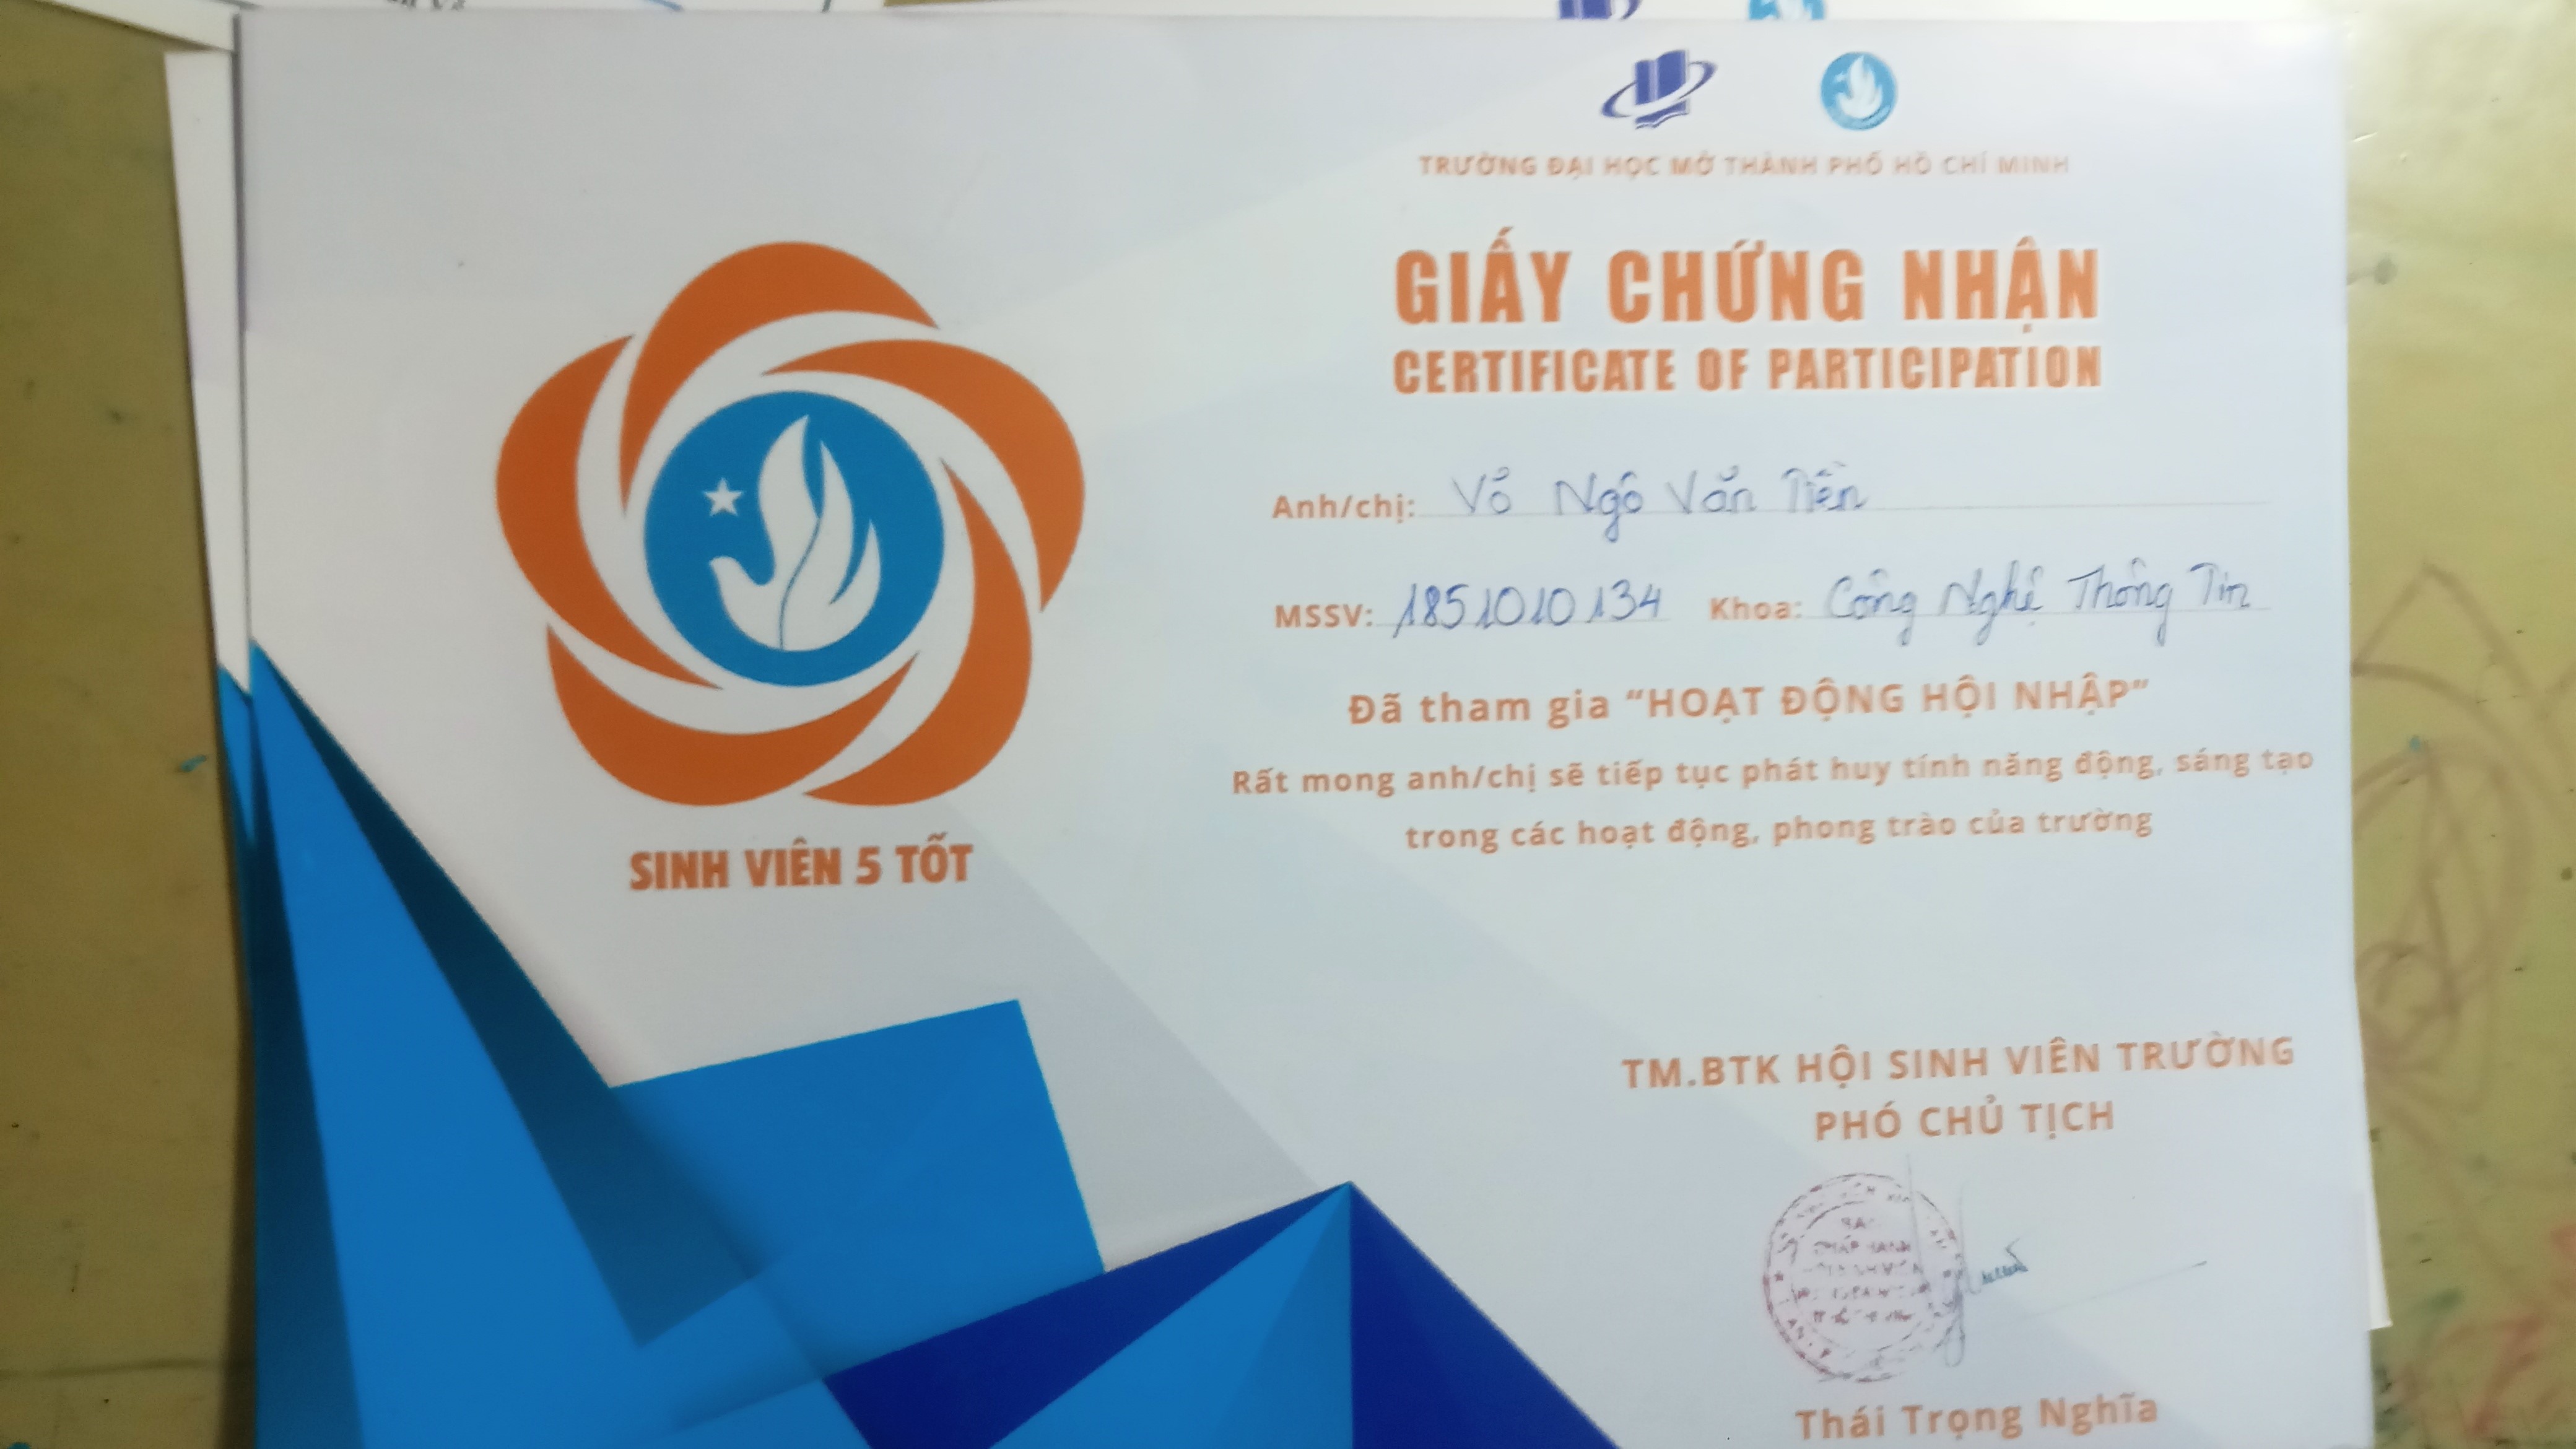 TRƯỜNG ĐẠI HỌC MỞ THÀNH PHỐ HỒ CHÍ MINH
GIẤY CHỨNG NHẬN
CERTIFICATE OF PARTICIPATION
Anh/chị: Võ Ngô Văn Tiền
MSSV: 1851010134 Khoa: Công Nghệ Thông Tin
Đã tham gia “HOẠT ĐỘNG HỘI NHẬP”
Rất mong anh/chị sẽ tiếp tục phát huy tính năng động, sáng tạo
trong các hoạt động, phong trào của trường
SINH VIÊN 5 TỐT
TM.BTK HỘI SINH VIÊN TRƯỜNG
PHÓ CHỦ TỊCH
Thái Trọng Nghĩa